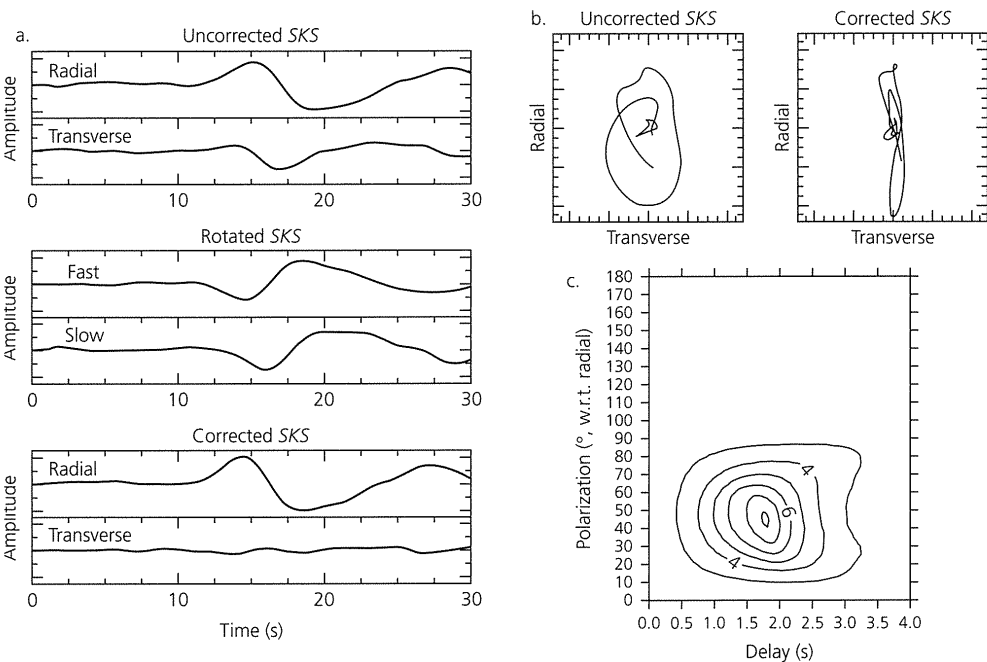 a.
Uncorrected SKS
Radial
Transverse
Amplitude
0 10 20 30
Rotated SKS
Fast
Slow
Amplitude
0 10 20 30
Corrected SKS
Radial
Transverse
Amplitude
0 10 20 30
Time (s)
b.
Uncorrected SKS
Radial
Transverse
Corrected SKS
Radial
Transverse
c.
Polarization (°, w.r.t. radial)
180
170
160
150
140
130
120
110
100
90
80
70
60
50
40
30
20
10
0
4
6
4
0.0 0.5 1.0 1.5 2.0 2.5 3.0 3.5 4.0
Delay (s)